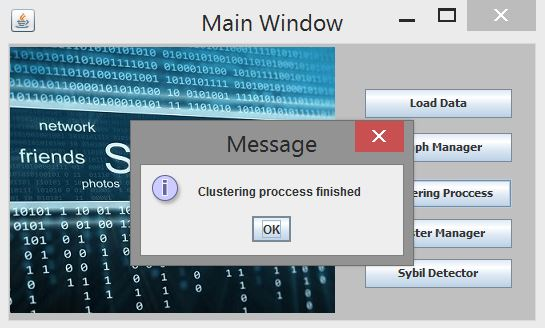 Main Window
network
friends
S
photos
Load Data
ph Manager
ering Proccess
ster Manager
Sybil Detector
Message
Clustering proccess finished
OK